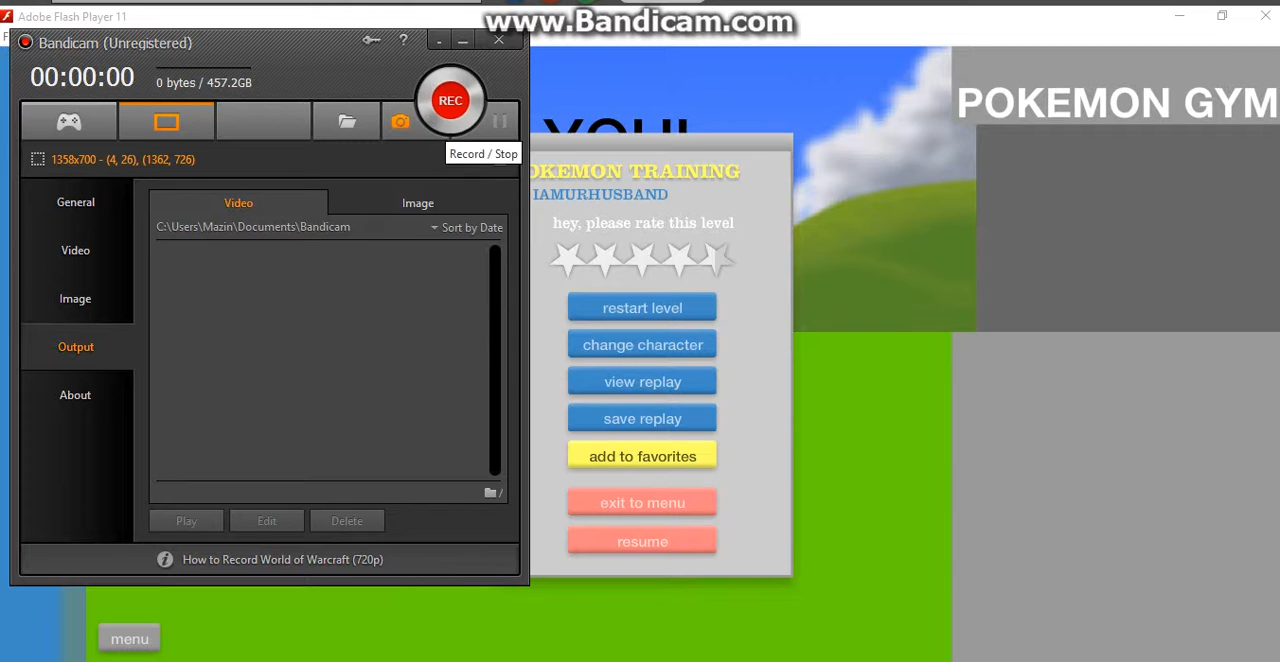 Adobe Flash Player 11
www.Bandicam.com
Bandicam (Unregistered)
?
00:00:00
0 bytes / 457.2GB
REC
Record / Stop
1358x700 - (4, 26), (1362, 726)
General
Video
Image
Output
About
Video
Image
C:\Users\Mazin\Documents\Bandicam
Sort by Date
Play
Edit
Delete
How to Record World of Warcraft (720p)
YOU!
POKEMON GYM
OKEMON TRAINING
IAMURHUSBAND
hey, please rate this level
restart level
change character
view replay
save replay
add to favorites
exit to menu
resume
menu